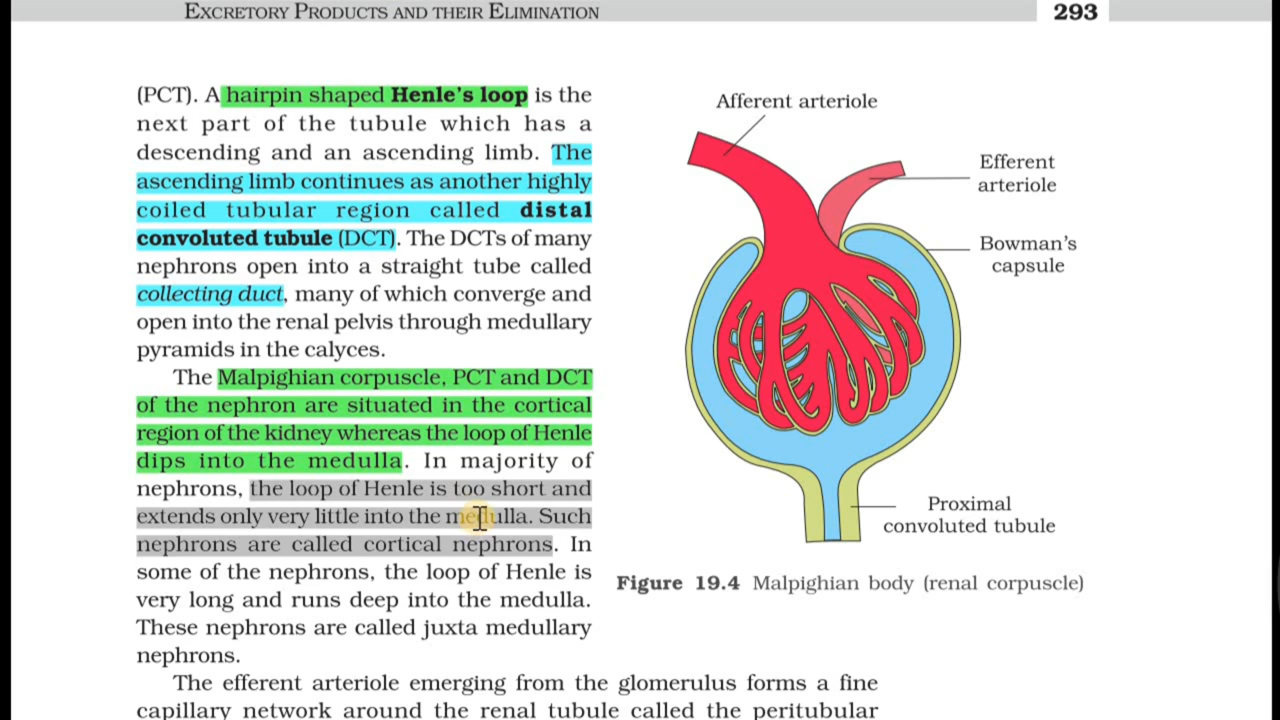 EXCRETORY PRODUCTS AND THEIR ELIMINATION
293
(PCT). A hairpin shaped Henle's loop is the
next part of the tubule which has a
descending and an ascending limb. The
ascending limb continues as another highly
coiled tubular region called distal
convoluted tubule (DCT). The DCTs of many
nephrons open into a straight tube called
collecting duct, many of which converge and
open into the renal pelvis through medullary
pyramids in the calyces.
The Malpighian corpuscle, PCT and DCT
of the nephron are situated in the cortical
region of the kidney whereas the loop of Henle
dips into the medulla. In majority of
nephrons, the loop of Henle is too short and
extends only very little into the medulla. Such
nephrons are called cortical nephrons. In
some of the nephrons, the loop of Henle is
very long and runs deep into the medulla.
These nephrons are called juxta medullary
nephrons.
Afferent arteriole
Efferent
arteriole
Bowman's
capsule
Proximal
convoluted tubule
Figure 19.4 Malpighian body (renal corpuscle)
The efferent arteriole emerging from the glomerulus forms a fine
capillary network around the renal tubule called the peritubular